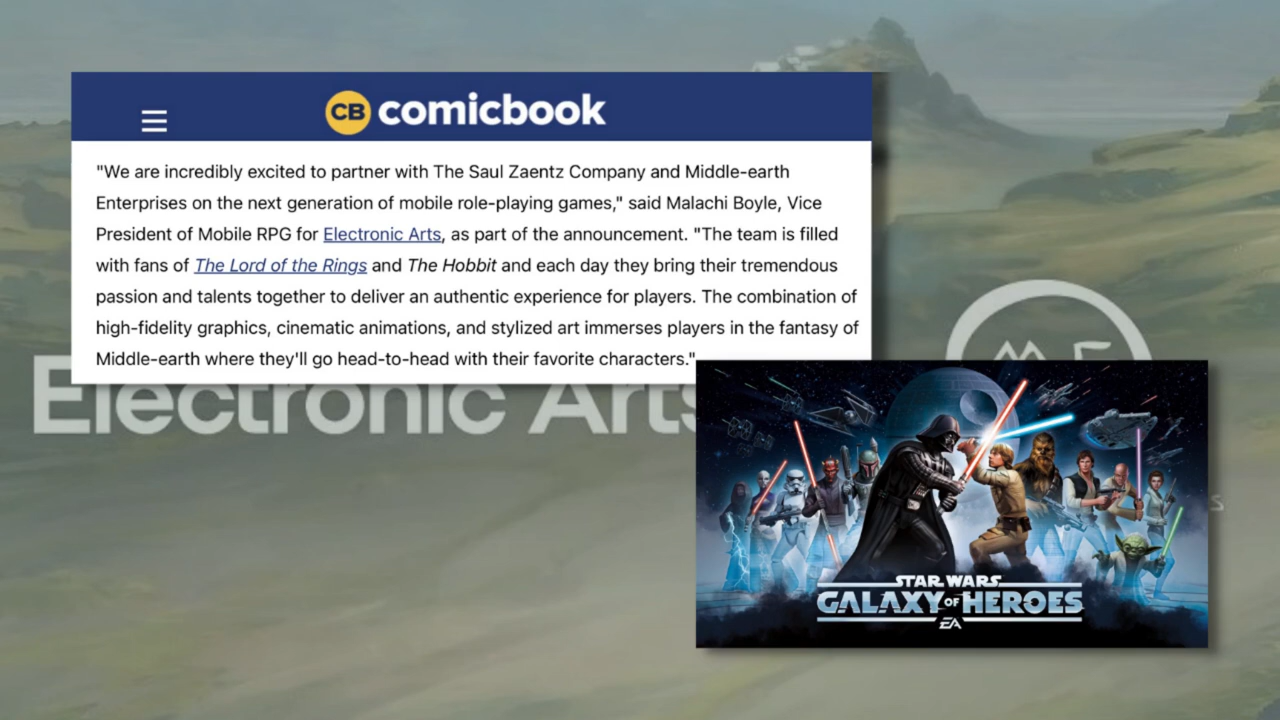 CB comicbook
"We are incredibly excited to partner with The Saul Zaentz Company and Middle-earth
Enterprises on the next generation of mobile role-playing games," said Malachi Boyle, Vice
President of Mobile RPG for Electronic Arts, as part of the announcement. "The team is filled
with fans of The Lord of the Rings and The Hobbit and each day they bring their tremendous
passion and talents together to deliver an authentic experience for players. The combination of
high-fidelity graphics, cinematic animations, and stylized art immerses players in the fantasy of
Middle-earth where they'll go head-to-head with their favorite characters."
Electronic Arts
STAR WARS
GALAXY OF HEROES
EA